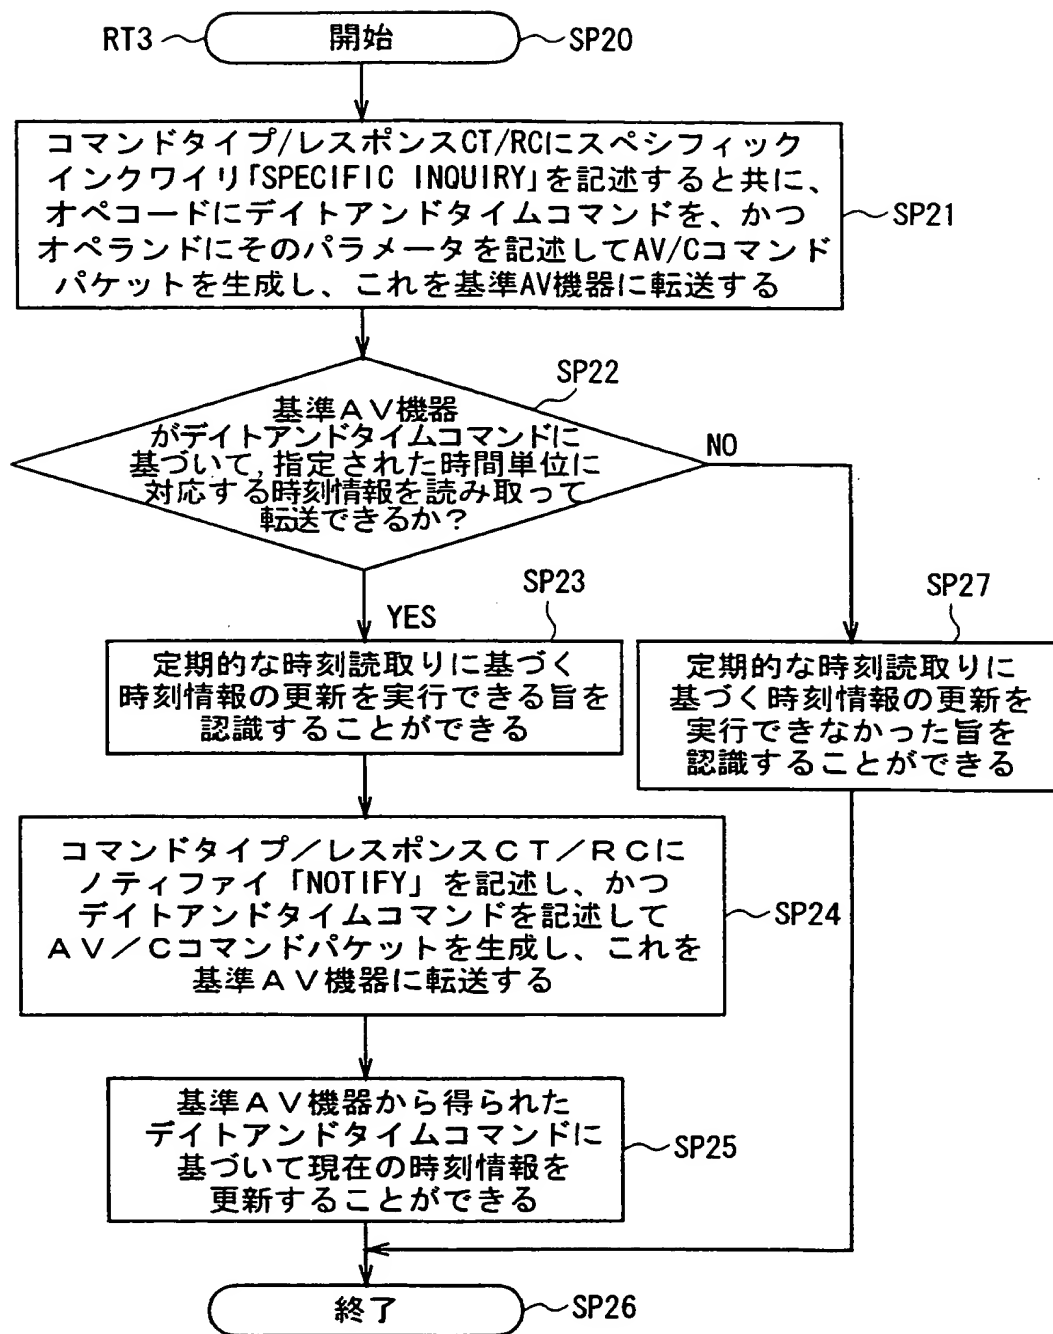 RT3 開始 SP20
コマンドタイプ/レスポンスCT/RCにスペシフィック
インクワイリ「SPECIFIC INQUIRY」を記述すると共に、
オペコードにデイトアンドタイムコマンドを、かつ
オペランドにそのパラメータを記述してAV/Cコマンド
パケットを生成し、これを基準AV機器に転送する
SP21
SP22
基準AV機器
がデイトアンドタイムコマンドに
基づいて,指定された時間単位に
対応する時刻情報を読み取って
転送できるか?
NO
YES
SP23
定期的な時刻読取りに基づく
時刻情報の更新を実行できる旨を
認識することができる
SP27
定期的な時刻読取りに
基づく時刻情報の更新を
実行できなかった旨を
認識することができる
コマンドタイプ/レスポンスCT/RCに
ノティファイ「NOTIFY」を記述し、かつ
デイトアンドタイムコマンドを記述して
AV/Cコマンドパケットを生成し、これを
基準AV機器に転送する
SP24
基準AV機器から得られた
デイトアンドタイムコマンドに
基づいて現在の時刻情報を
更新することができる
SP25
終了 SP26